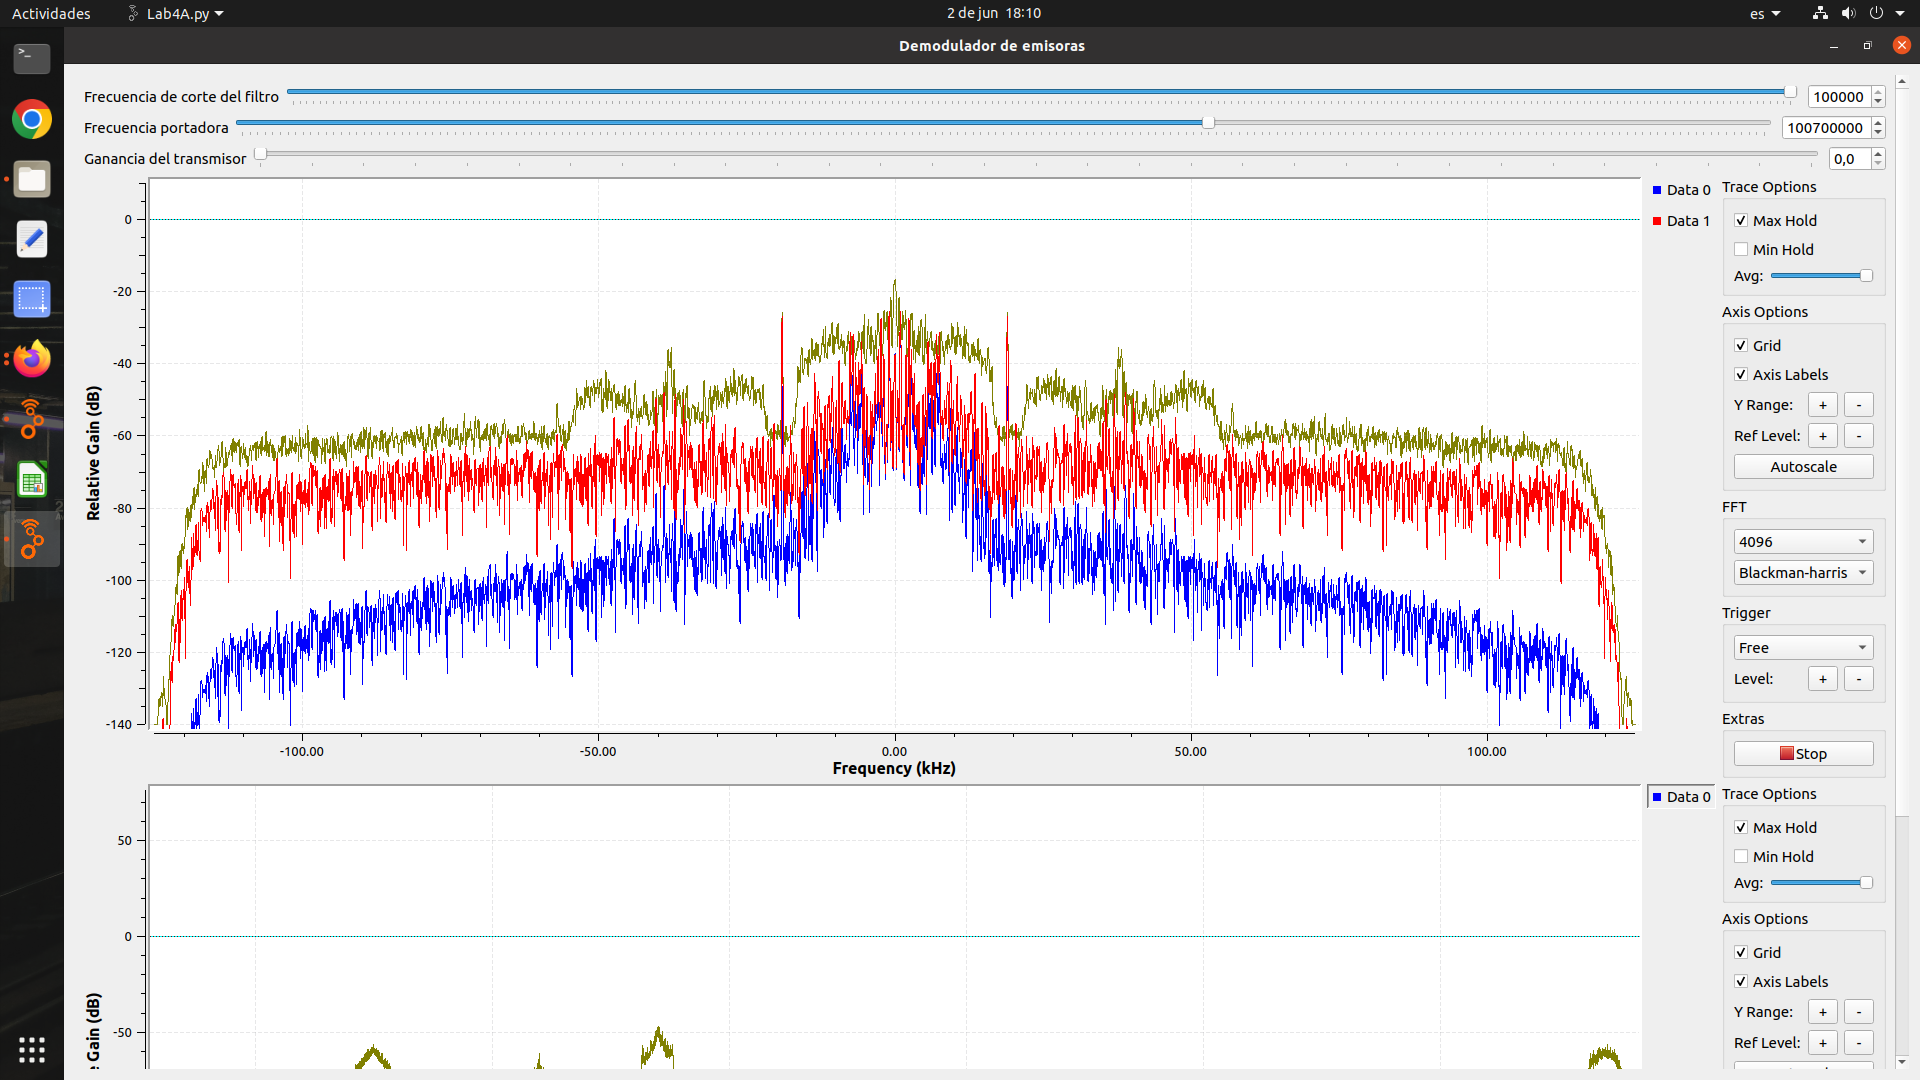 Actividades
Lab4A.py
2 de jun 18:10
es
Demodulador de emisoras
Frecuencia de corte del filtro
100000
Frecuencia portadora
100700000
Ganancia del transmisor
0,0
Relative Gain (dB)
0
-20
-40
-60
-80
-100
-120
-140
-100.00
-50.00
0.00
50.00
100.00
Frequency (kHz)
Data 0
Data 1
Trace Options
Max Hold
Min Hold
Avg:
Axis Options
Grid
Axis Labels
Y Range: + -
Ref Level: + -
Autoscale
FFT
4096
Blackman-harris
Trigger
Free
Level: + -
Extras
Stop
e Gain (dB)
50
0
-50
Data 0
Trace Options
Max Hold
Min Hold
Avg:
Axis Options
Grid
Axis Labels
Y Range: + -
Ref Level: + -